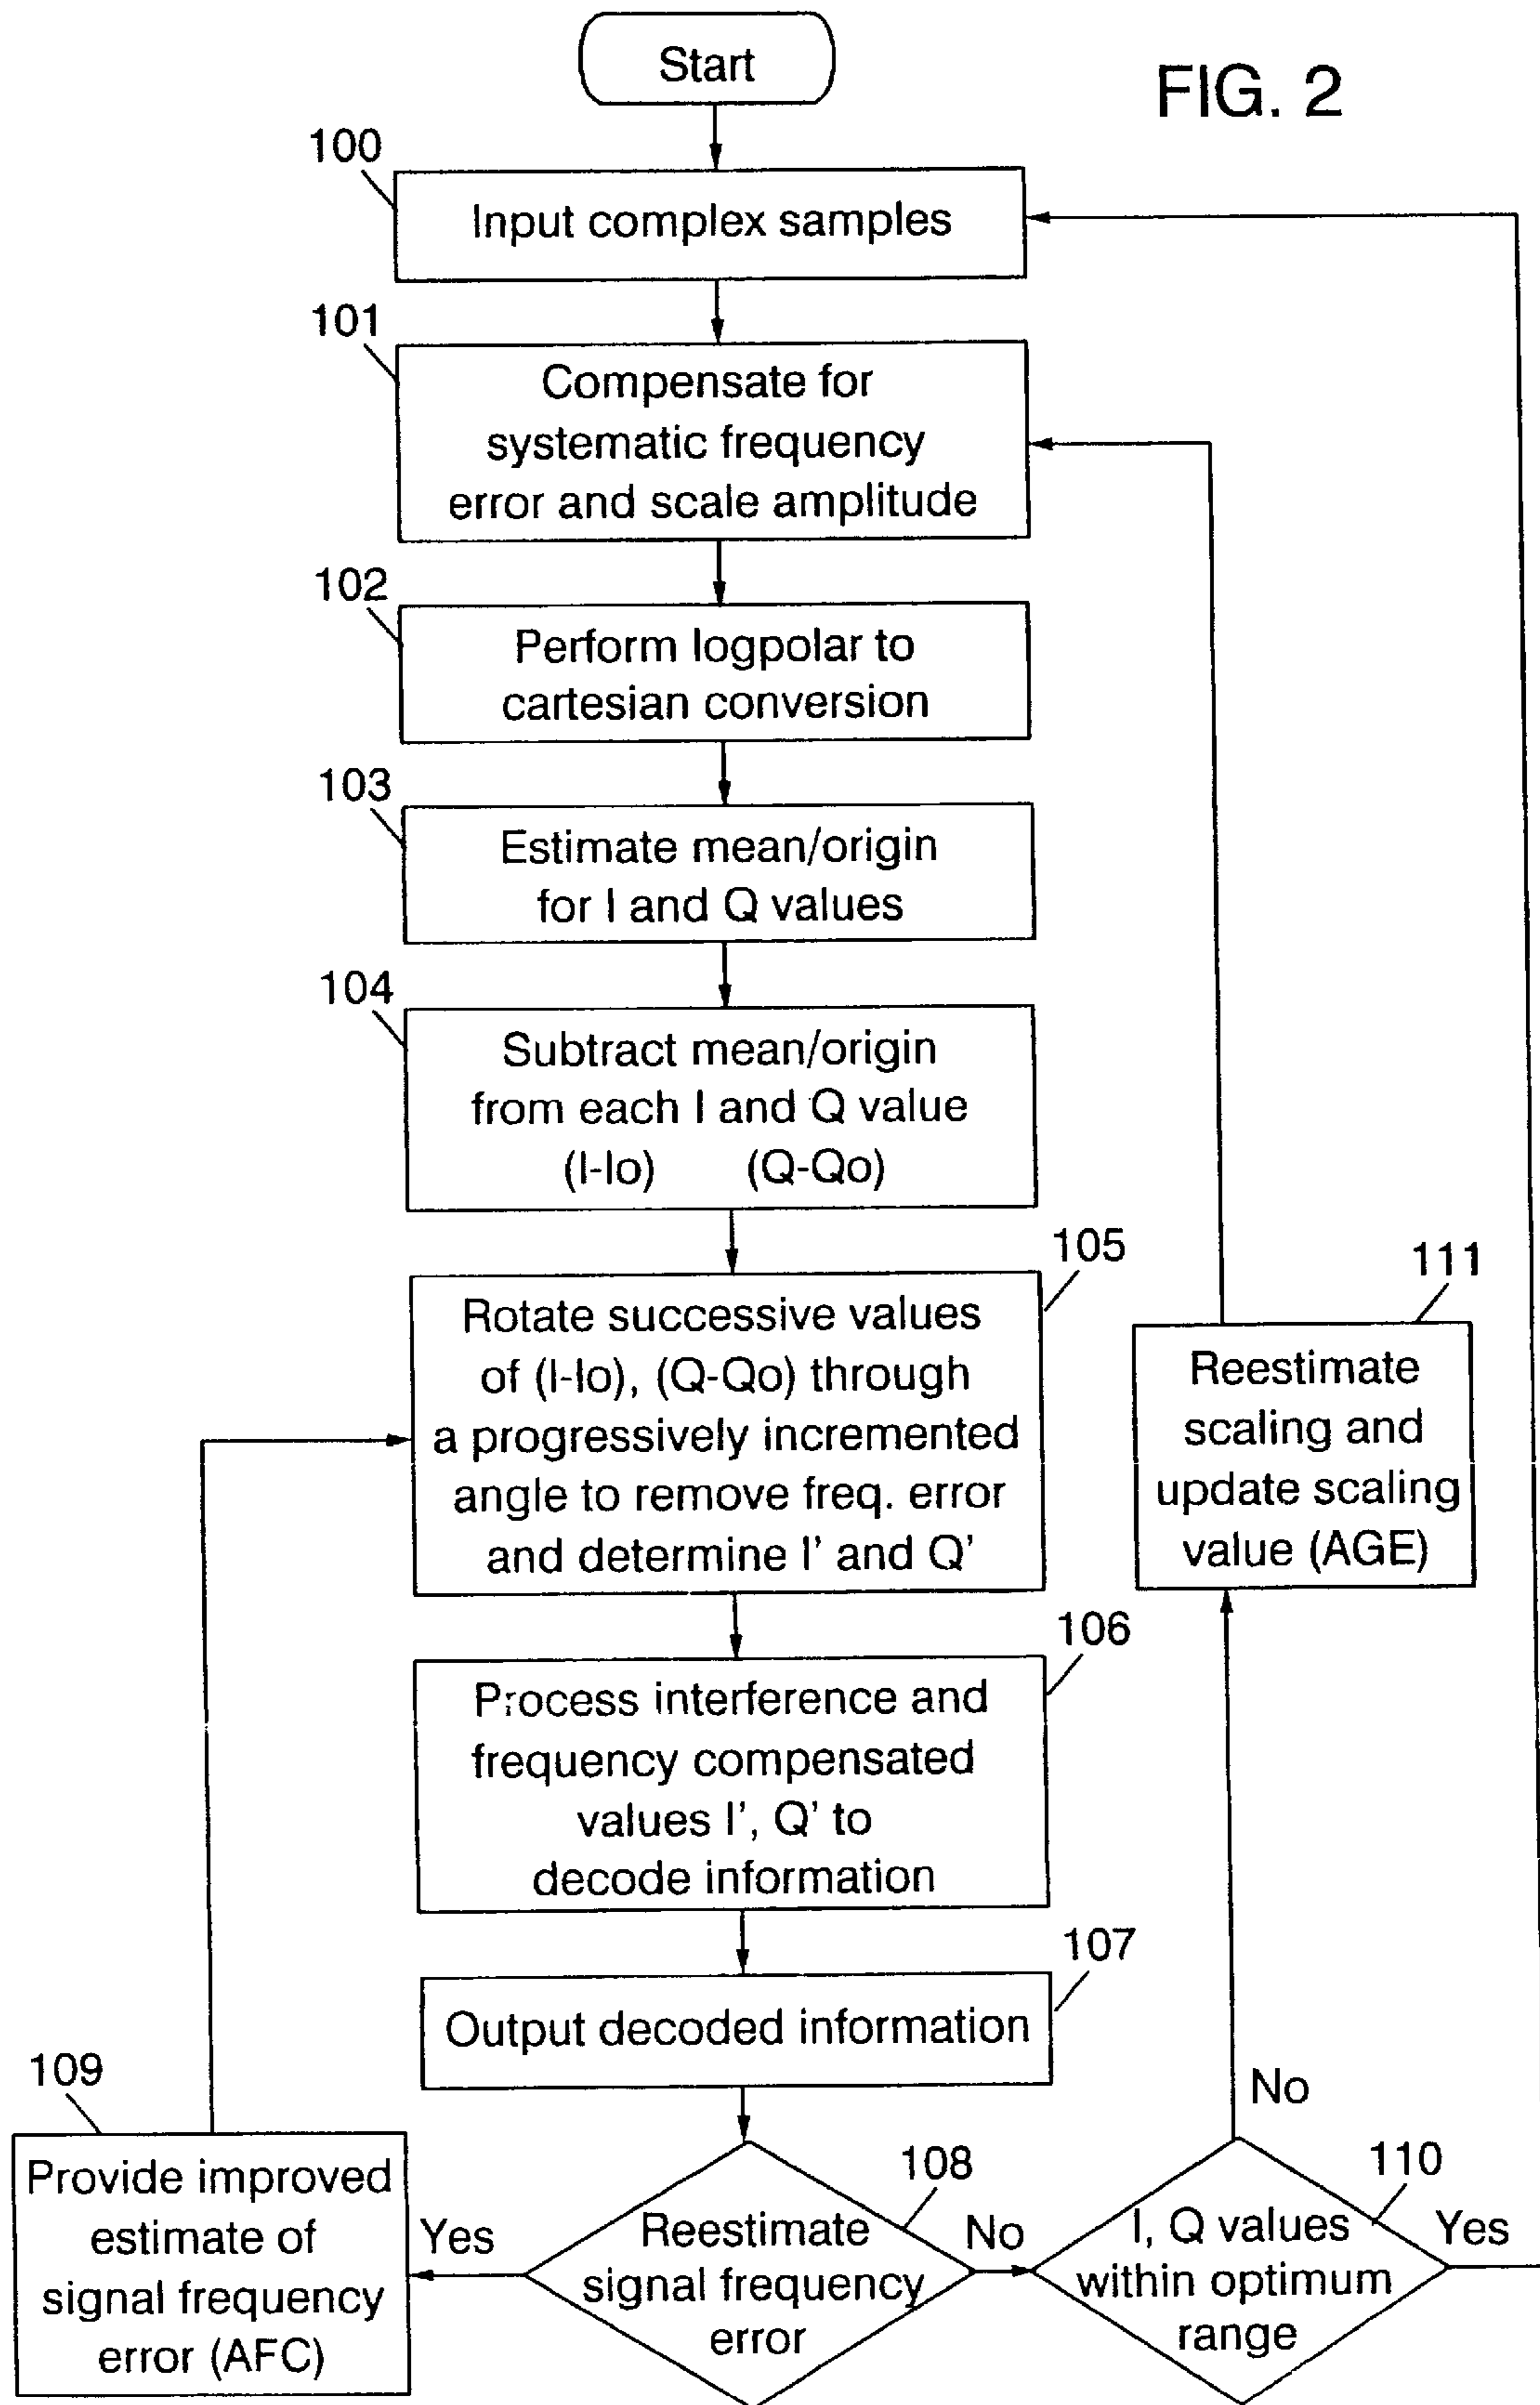 Start
FIG. 2
100
Input complex samples
101
Compensate for
systematic frequency
error and scale amplitude
102
Perform logpolar to
cartesian conversion
103
Estimate mean/origin
for I and Q values
104
Subtract mean/origin
from each I and Q value
(I-Io) (Q-Qo)
105
Rotate successive values
of (I-Io), (Q-Qo) through
a progressively incremented
angle to remove freq. error
and determine I' and Q'
111
Reestimate
scaling and
update scaling
value (AGE)
106
Process interference and
frequency compensated
values I', Q' to
decode information
107
Output decoded information
109
Provide improved
estimate of
signal frequency
error (AFC)
Yes
108
Reestimate
signal frequency
error
No
110
I, Q values
within optimum
range
No
Yes